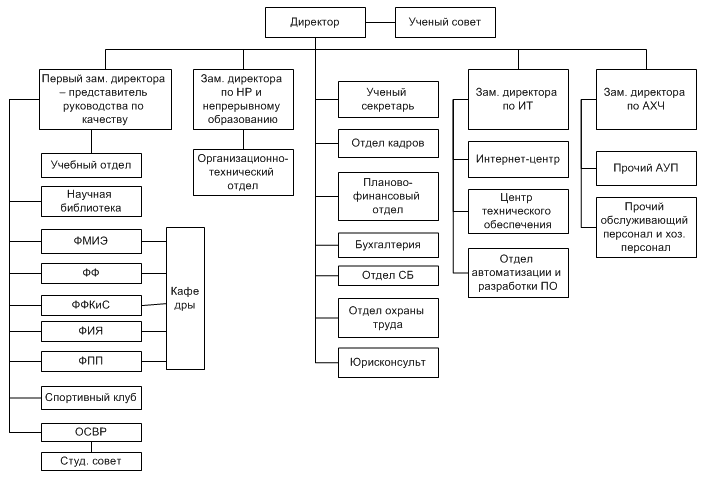 Директор
Ученый совет
Первый зам. директора
– представитель
руководства по
качеству
Учебный отдел
Научная
библиотека
ФМИЭ
ФФ
ФФКиС
ФИЯ
ФПП
Кафе
дры
Спортивный клуб
ОСВР
Студ. совет
Зам. директора
по НР и
непрерывному
образованию
Организационно-
технический
отдел
Ученый
секретарь
Отдел кадров
Планово-
финансовый
отдел
Бухгалтерия
Отдел СБ
Отдел охраны
труда
Юрисконсульт
Зам. директора
по ИТ
Интернет-центр
Центр
технического
обеспечения
Отдел
автоматизации и
разработки ПО
Зам. директора
по АХЧ
Прочий АУП
Прочий
обслуживающий
персонал и хоз.
персонал